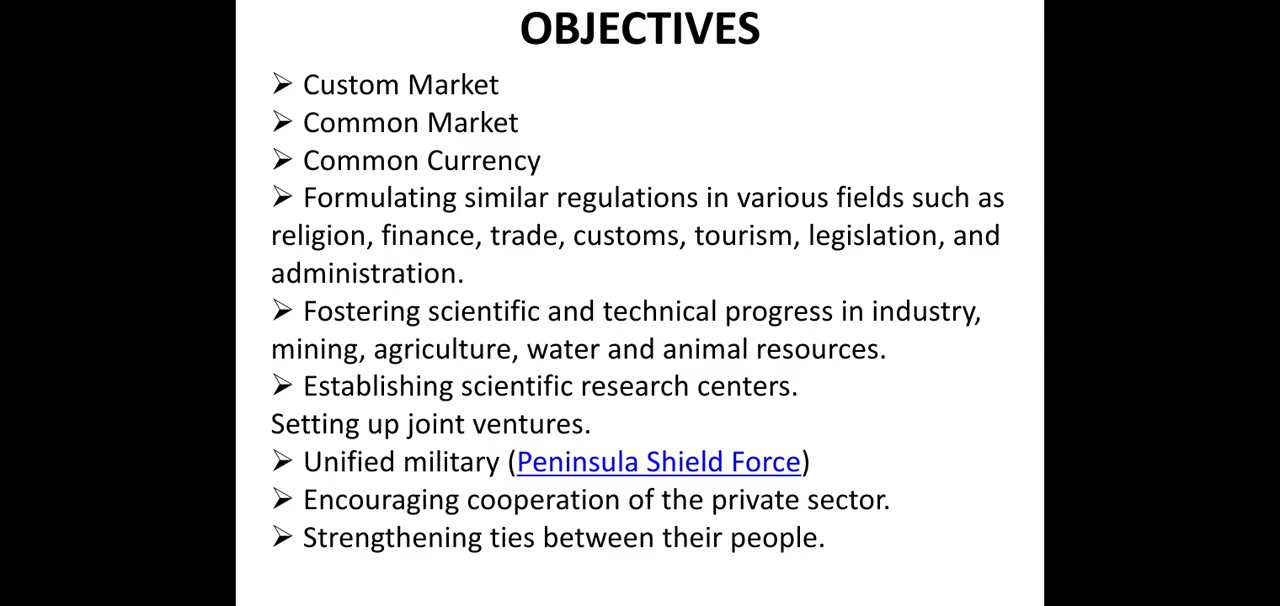 OBJECTIVES
➢ Custom Market
➢ Common Market
➢ Common Currency
➢ Formulating similar regulations in various fields such as
religion, finance, trade, customs, tourism, legislation, and
administration.
➢ Fostering scientific and technical progress in industry,
mining, agriculture, water and animal resources.
➢ Establishing scientific research centers.
Setting up joint ventures.
➢ Unified military (Peninsula Shield Force)
➢ Encouraging cooperation of the private sector.
➢ Strengthening ties between their people.